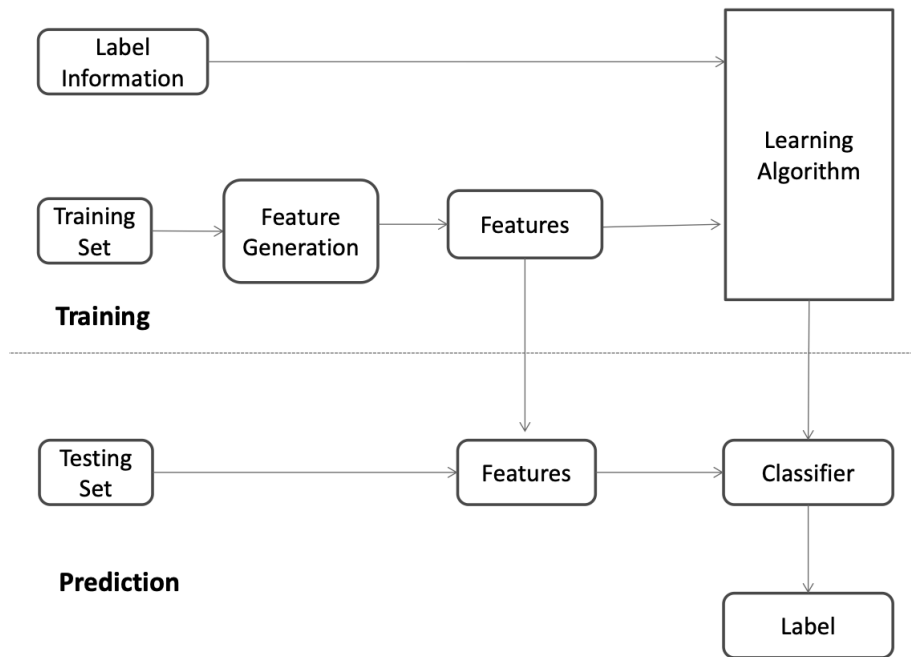 Label
Information
Learning
Algorithm
Training
Set
Feature
Generation
Features
Training
Testing
Set
Features
Classifier
Prediction
Label